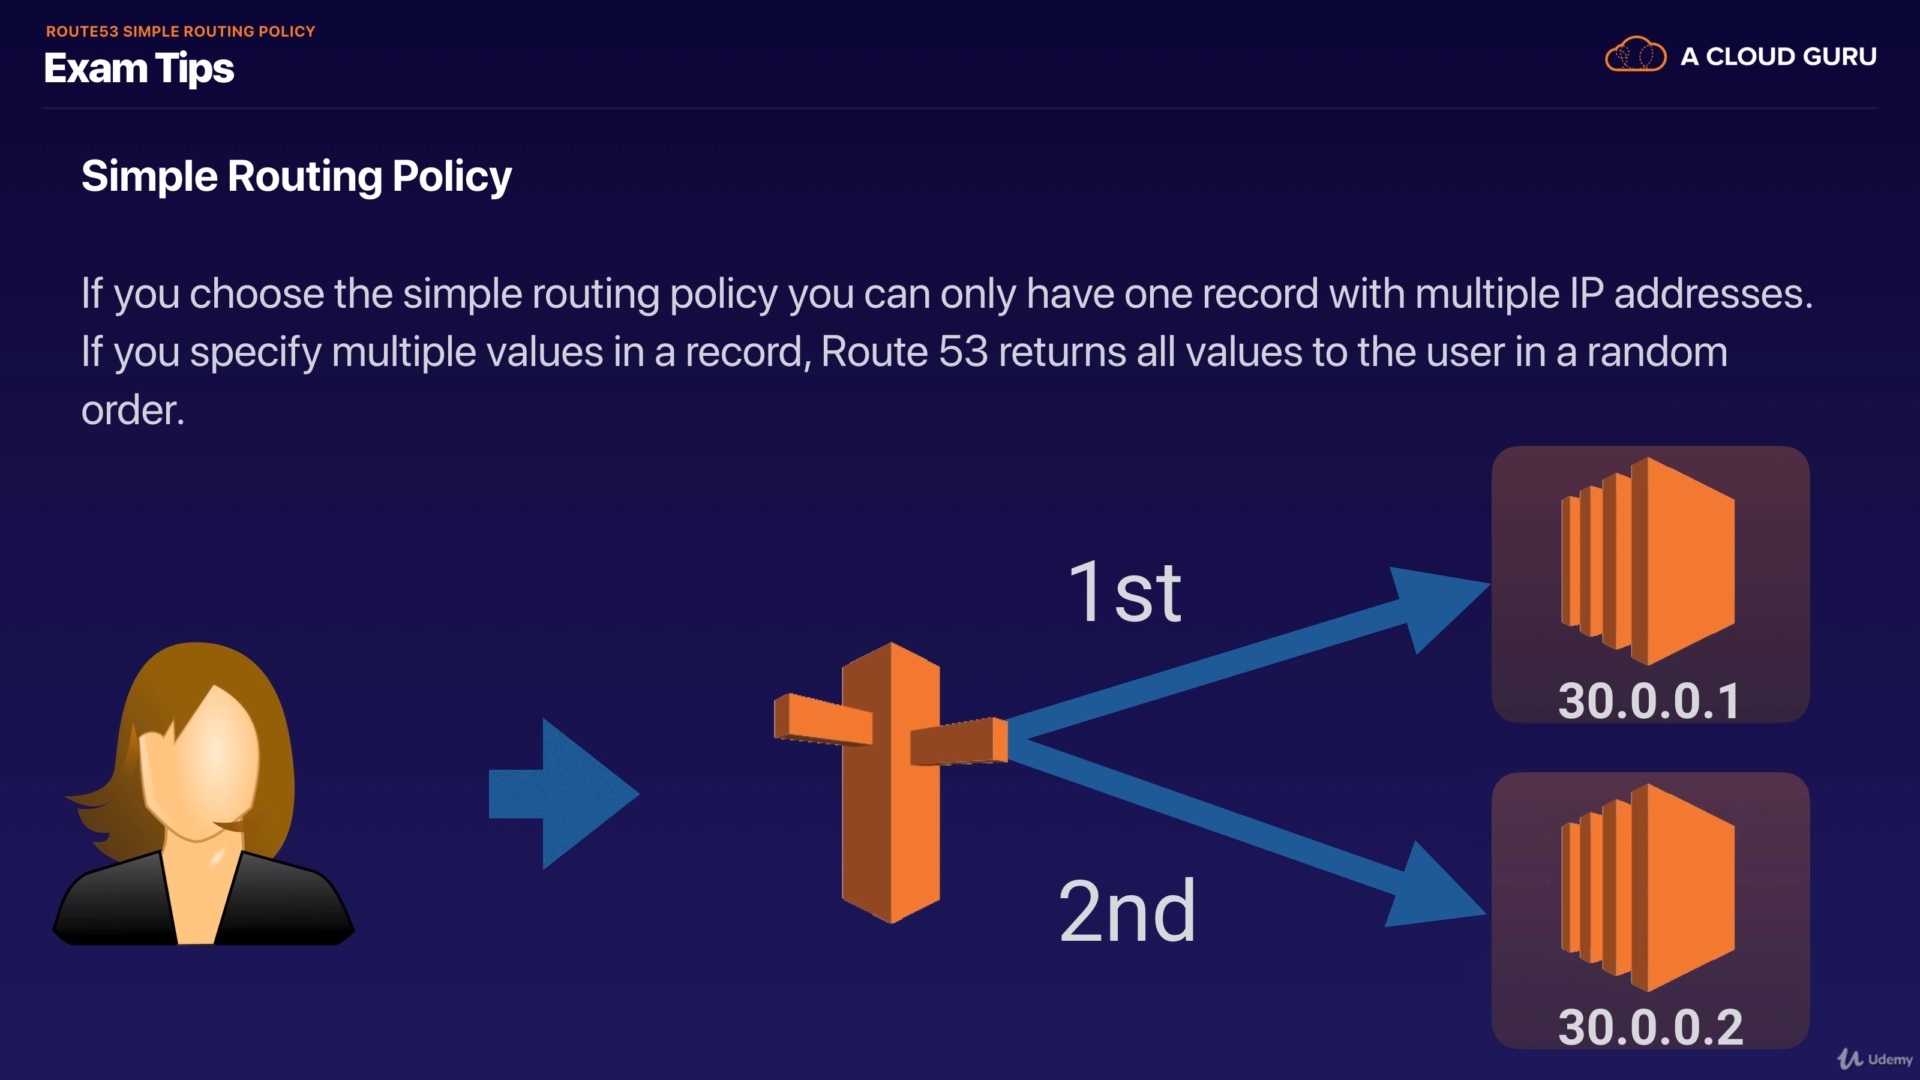 ROUTE53 SIMPLE ROUTING POLICY
Exam Tips
A CLOUD GURU
Simple Routing Policy
If you choose the simple routing policy you can only have one record with multiple IP addresses.
If you specify multiple values in a record, Route 53 returns all values to the user in a random
order.
1st
30.0.0.1
2nd
30.0.0.2
Udemy